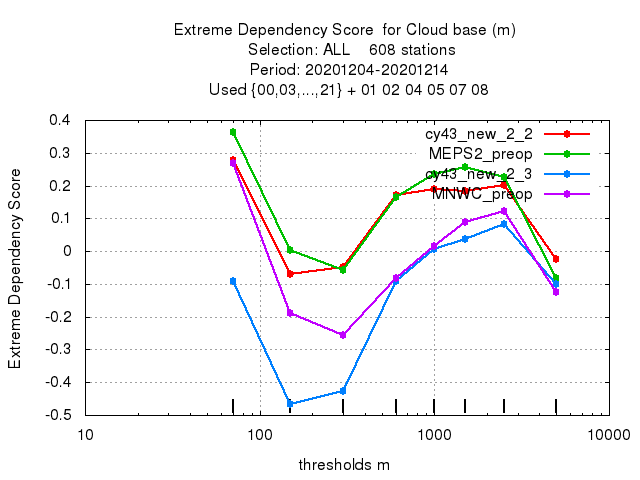 Extreme Dependency Score  for Cloud base (m)
Selection: ALL    608 stations
Period: 20201204-20201214
Used {00,03,...,21} + 01 02 04 05 07 08
0.4
0.3
0.2
0.1
0
-0.1
-0.2
-0.3
-0.4
-0.5
Extreme Dependency Score
cy43_new_2_2
MEPS2_preop
cy43_new_2_3
MNWC_preop
10
100
1000
10000
thresholds m